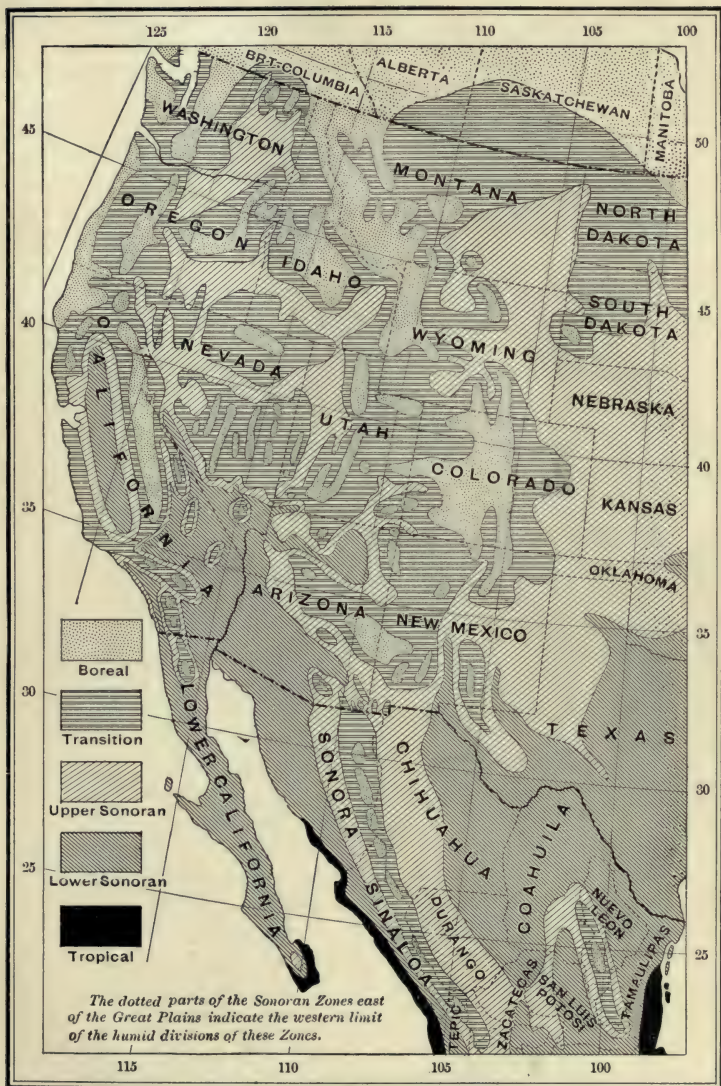 125 120 115 110 105 100
BRT-COLUMBIA
ALBERTA
SASKATCHEWAN
MANITOBA
WASHINGTON
45
50
MONTANA
NORTH
DAKOTA
OREGON
IDAHO
SOUTH
DAKOTA
40
45
WYOMING
NEVADA
CALIFORNIA
NEBRASKA
UTAH
COLORADO
40
35
KANSAS
OKLAHOMA
ARIZONA
NEW MEXICO
35
Boreal
30
TEXAS
Transition
LOWER CALIFORNIA
SONORA
CHIHUAHUA
30
Upper Sonoran
COAHUILA
25
Lower Sonoran
SINALOA
DURANGO
NUEVO
LEON
TAMAULIPAS
25
Tropical
ZACATECAS
SAN LUIS
POTOSI
TEPIC
The dotted parts of the Sonoran Zones east
of the Great Plains indicate the western limit
of the humid divisions of these Zones.
115 110 105 100